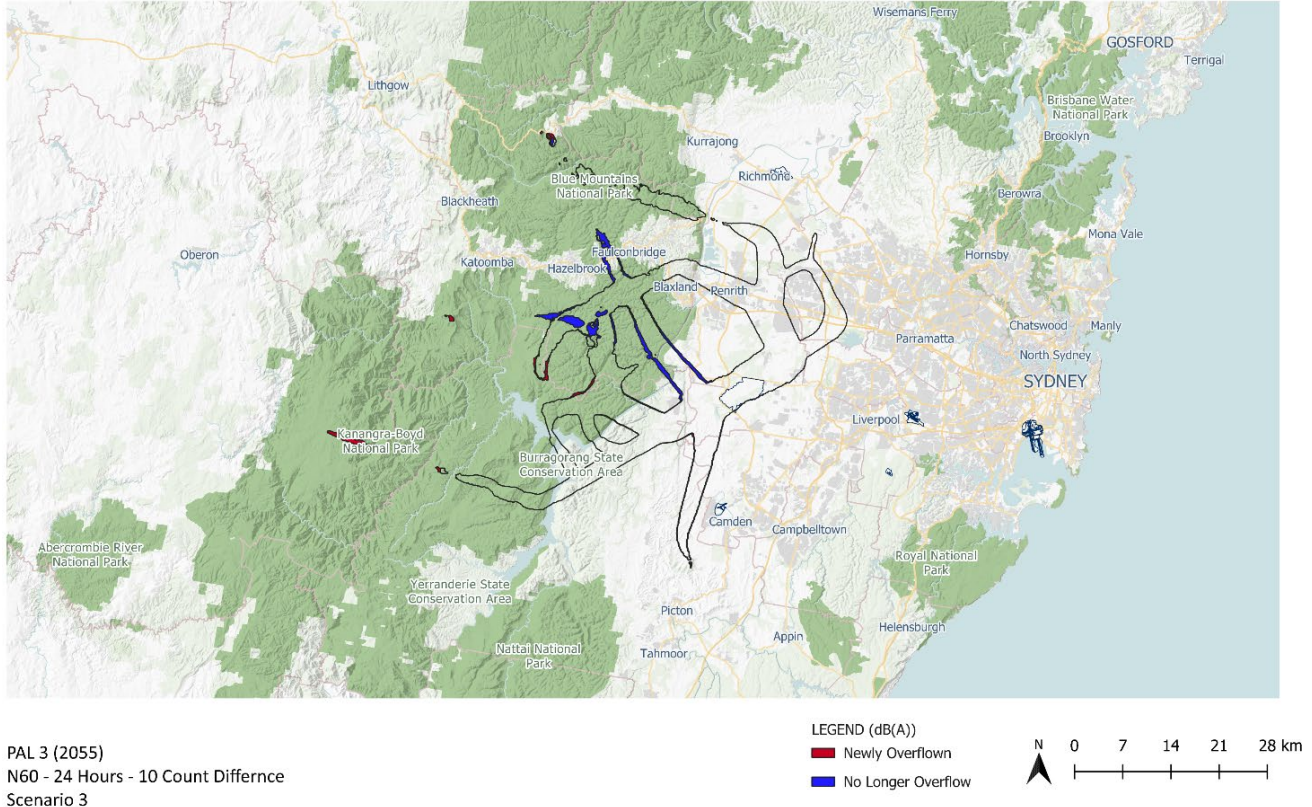 Wisemans Ferry
GOSFORD
Terrigal
Lithgow
Brisbane Water
National Park
Brooklyn
Kurrajong
Richmond
Blue Mountains
National Park
Blackheath
Berowra
Mona Vale
Oberon
Katoomba
Faulconbridge
Hazelbrook
Hornsby
Blaxland
Penrith
Chatswood
Manly
Parramatta
North Sydney
SYDNEY
Liverpool
Kanangra-Boyd
National Park
Burragorang State
Conservation Area
Camden
Campbelltown
Abercrombie River
National Park
Royal National
Park
Yerranderie State
Conservation Area
Picton
Appin
Helensburgh
Nattai National
Park
Tahmoor
PAL 3 (2055)
N60 - 24 Hours - 10 Count Differnce
Scenario 3
LEGEND (dB(A))
Newly Overflown
No Longer Overflow
N
0 7 14 21 28 km